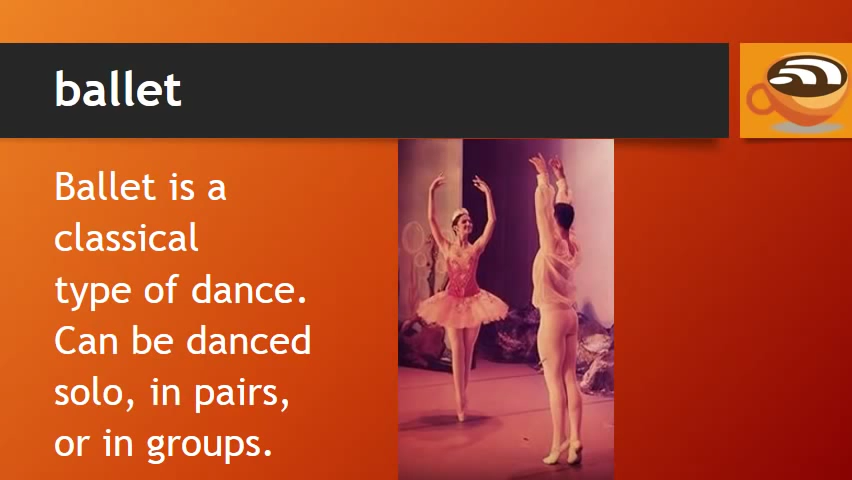 ballet
Ballet is a
classical
type of dance.
Can be danced
solo, in pairs,
or in groups.